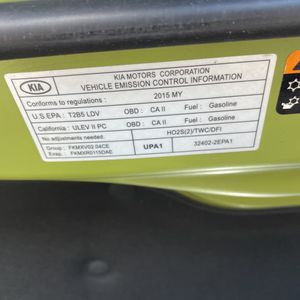 KIA
KIA MOTORS CORPORATION
VEHICLE EMISSION CONTROL INFORMATION
Conforms to regulations : 2015 MY
U.S.EPA : T2B5 LDV OBD : CA II Fuel : Gasoline
California : ULEV II PC OBD : CA II Fuel : Gasoline
No adjustments needed. HO2S(2)/TWC/DFI
Group : FKMXV02.04CE
Evap. : FKMXR0115DAE
UPA1
32402-2EPA1